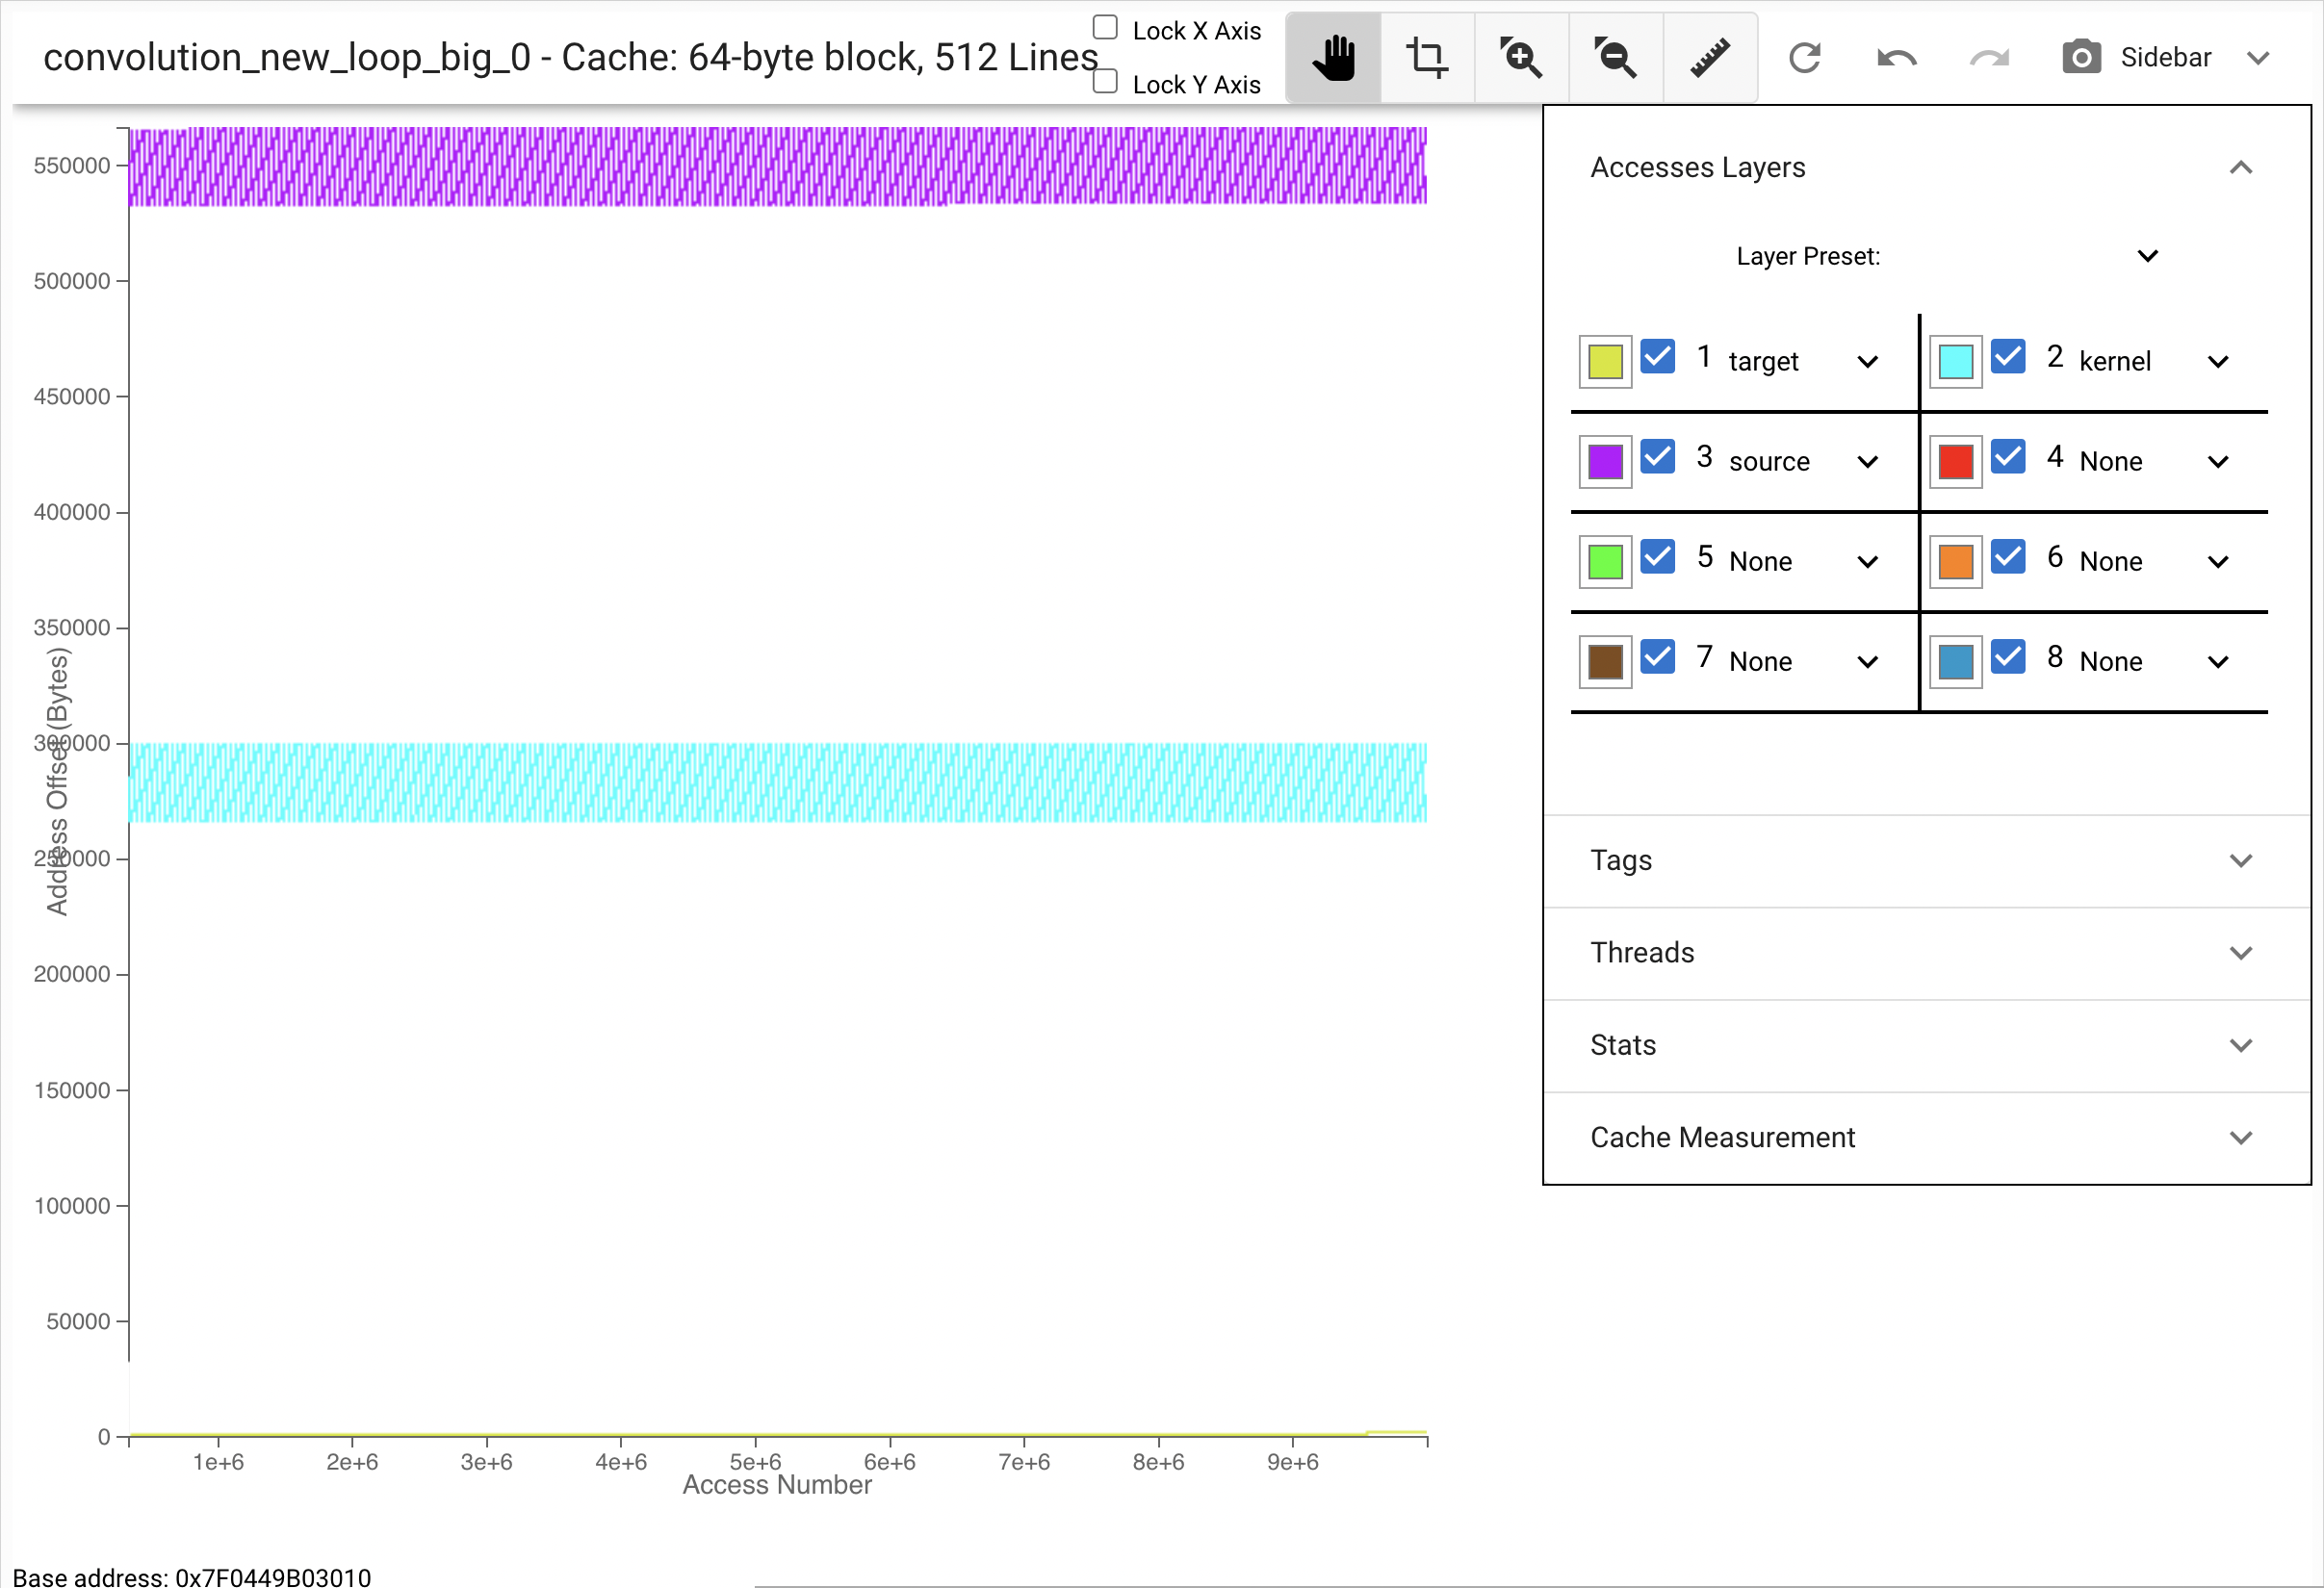 convolution_new_loop_big_0 - Cache: 64-byte block, 512 Lines
Lock X Axis
Lock Y Axis
Sidebar
Accesses Layers
Layer Preset:
1 target
2 kernel
3 source
4 None
5 None
6 None
7 None
8 None
Tags
Threads
Stats
Cache Measurement
550000
500000
450000
400000
350000
300000
250000
200000
150000
100000
50000
0
Address Offset (Bytes)
1e+6 2e+6 3e+6 4e+6 5e+6 6e+6 7e+6 8e+6 9e+6
Access Number
Base address: 0x7F0449B03010